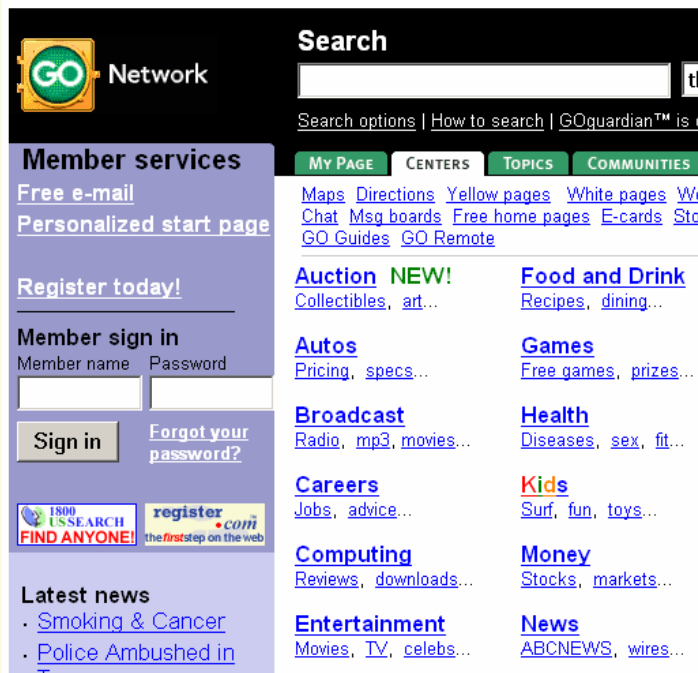 GO Network
Search
Search options | How to search | GOguardian™ is
Member services
Free e-mail
Personalized start page
Register today!
Member sign in
Member name Password
Sign in
Forgot your
password?
1800
USSEARCH
FIND ANYONE!
register
.com
the first step on the web
Latest news
· Smoking & Cancer
· Police Ambushed in
MY PAGE CENTERS TOPICS COMMUNITIES
Maps Directions Yellow pages White pages
Chat Msg boards Free home pages E-cards
GO Guides GO Remote
Auction NEW!
Collectibles, art...
Autos
Pricing, specs...
Broadcast
Radio, mp3, movies...
Careers
Jobs, advice...
Computing
Reviews, downloads...
Entertainment
Movies, TV, celebs...
Food and Drink
Recipes, dining...
Games
Free games, prizes...
Health
Diseases, sex, fit...
Kids
Surf, fun, toys...
Money
Stocks, markets...
News
ABCNEWS, wires...